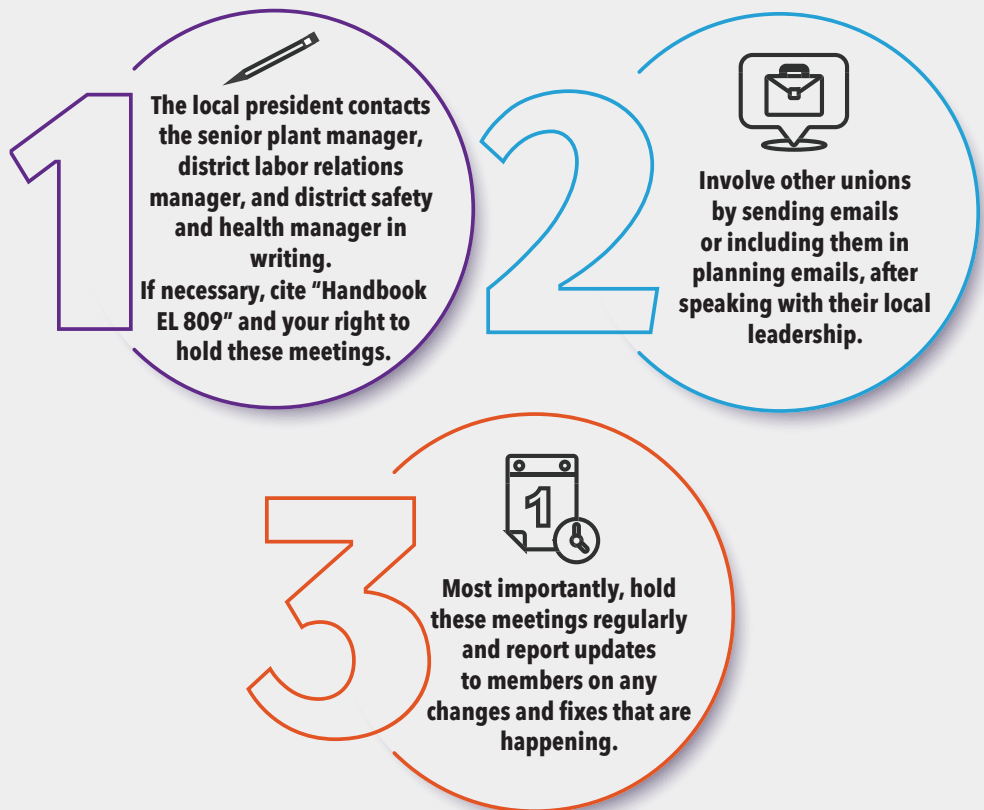 1
The local president contacts
the senior plant manager,
district labor relations
manager, and district safety
and health manager in
writing.
If necessary, cite “Handbook
EL 809” and your right to
hold these meetings.
2
Involve other unions
by sending emails
or including them in
planning emails, after
speaking with their local
leadership.
3
1
Most importantly, hold
these meetings regularly
and report updates
to members on any
changes and fixes that are
happening.